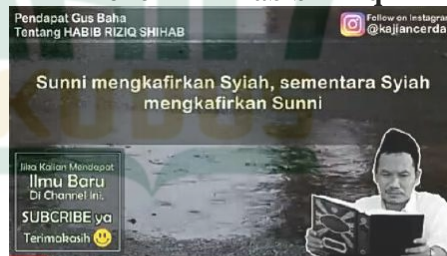 Pendapat Gus Baha
Tentang HABIB RIZIQ SHIHAB
Follow on Instagram
@kajiancerda
Sunni mengkafirkan Syiah, sementara Syiah
mengkafirkan Sunni
Jika Kalian Mendapat
Ilmu Baru
Di Channel Ini.
SUBCRIBE ya
Terimakasih